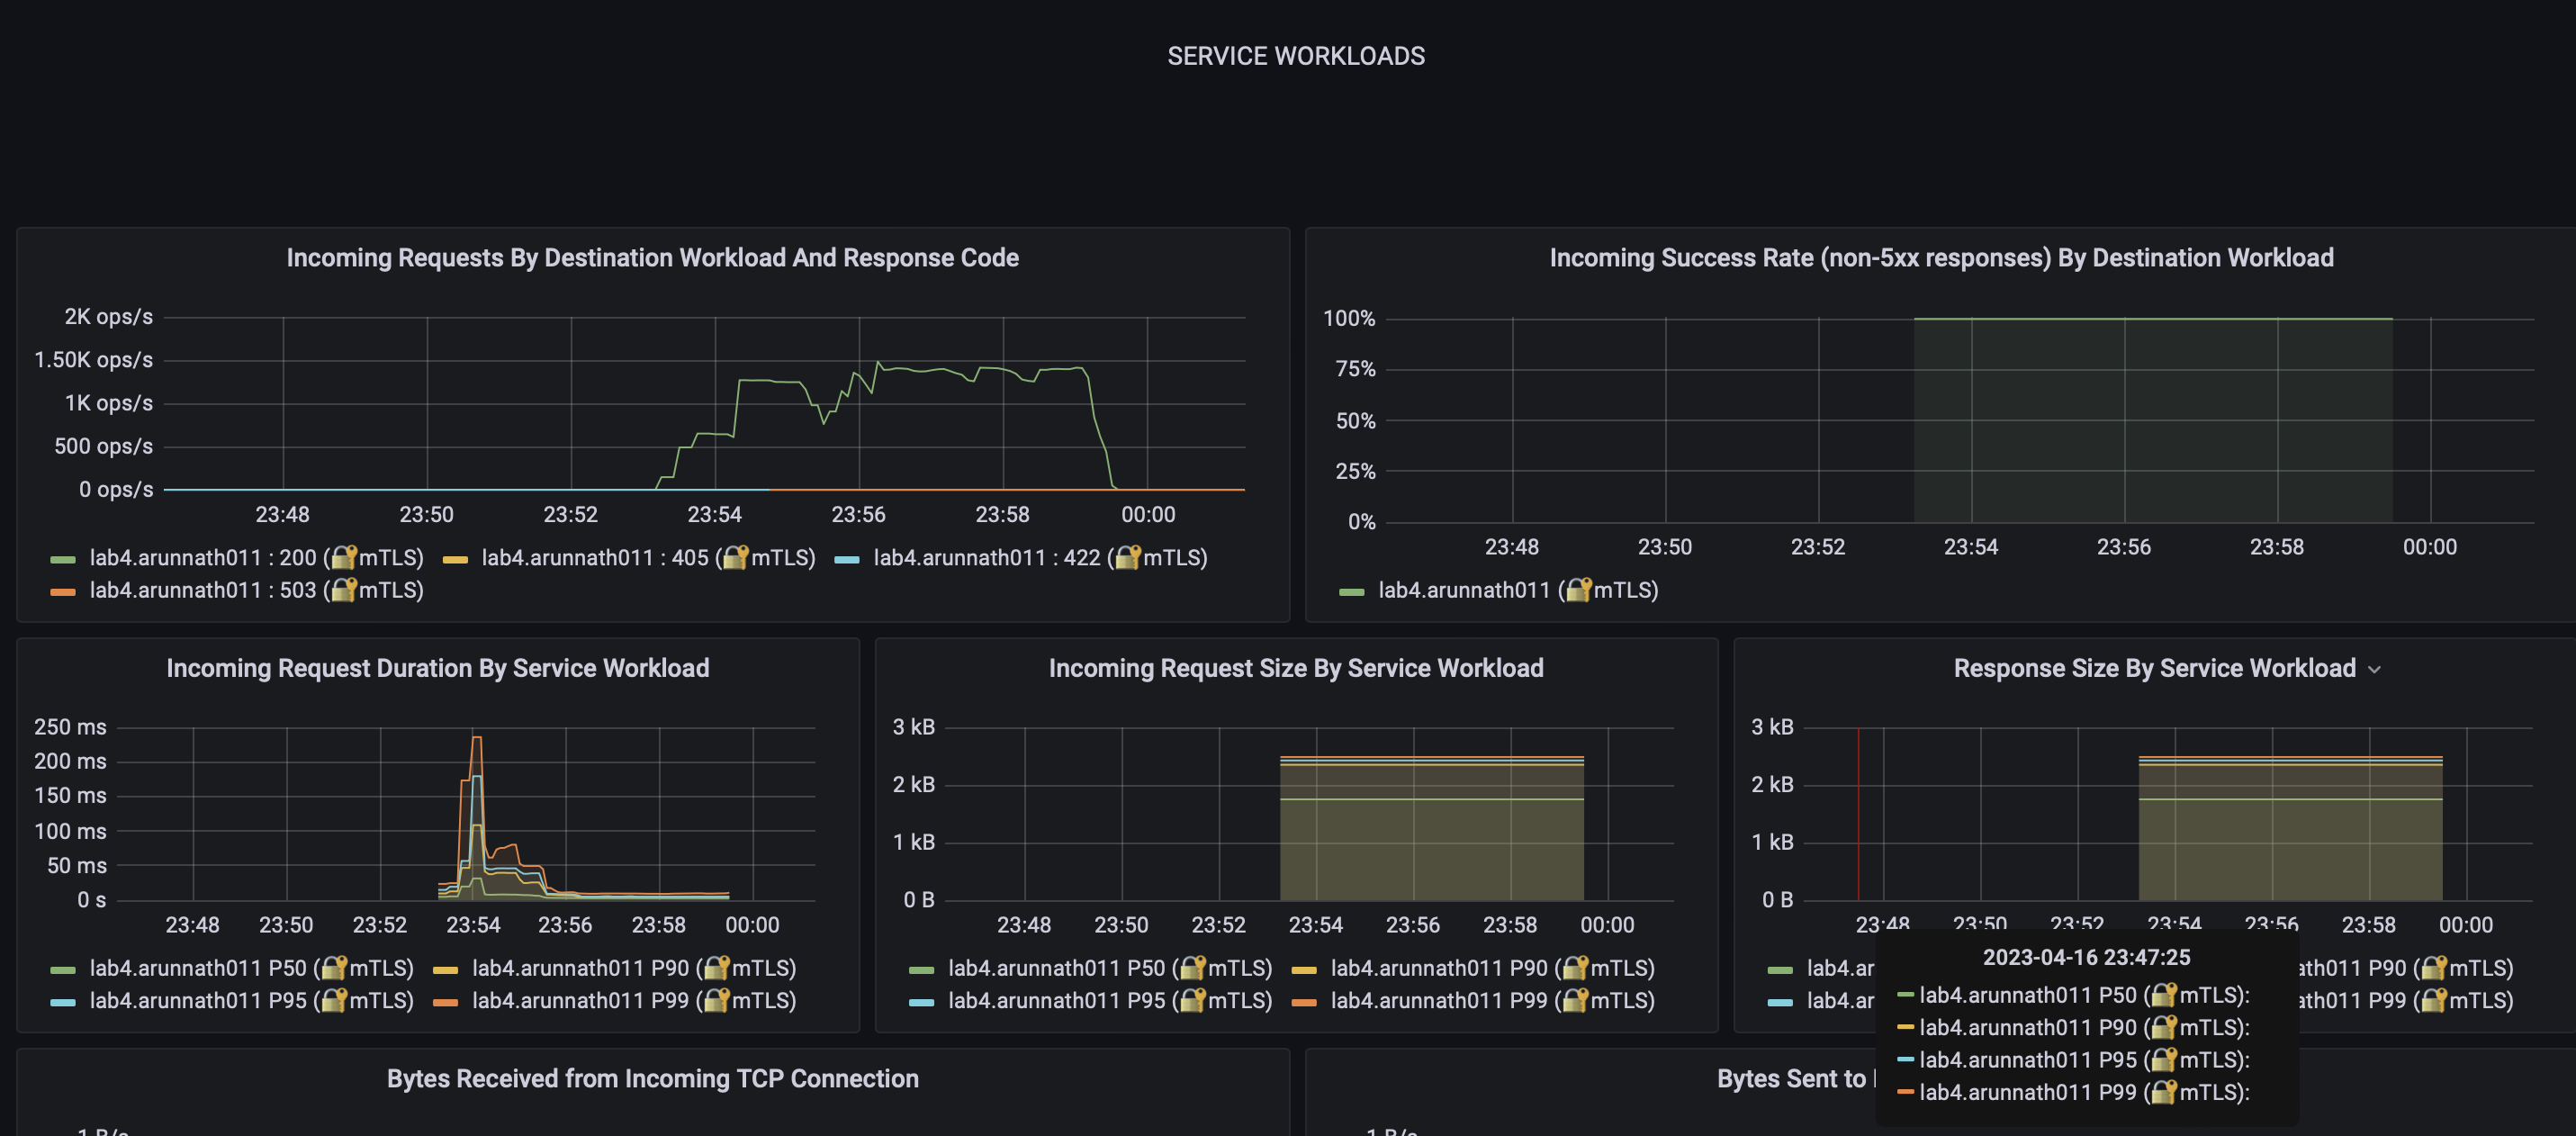 SERVICE WORKLOADS
Incoming Requests By Destination Workload And Response Code
2K ops/s
1.50K ops/s
1K ops/s
500 ops/s
0 ops/s
23:48 23:50 23:52 23:54 23:56 23:58 00:00
lab4.arunnath011 : 200 (🔐mTLS) lab4.arunnath011 : 405 (🔐mTLS) lab4.arunnath011 : 422 (🔐mTLS)
lab4.arunnath011 : 503 (🔐mTLS)
Incoming Success Rate (non-5xx responses) By Destination Workload
100%
75%
50%
25%
0%
23:48 23:50 23:52 23:54 23:56 23:58 00:00
lab4.arunnath011 (🔐mTLS)
Incoming Request Duration By Service Workload
250 ms
200 ms
150 ms
100 ms
50 ms
0 s
23:48 23:50 23:52 23:54 23:56 23:58 00:00
lab4.arunnath011 P50 (🔐mTLS) lab4.arunnath011 P90 (🔐mTLS)
lab4.arunnath011 P95 (🔐mTLS) lab4.arunnath011 P99 (🔐mTLS)
Incoming Request Size By Service Workload
3 kB
2 kB
1 kB
0 B
23:48 23:50 23:52 23:54 23:56 23:58 00:00
lab4.arunnath011 P50 (🔐mTLS) lab4.arunnath011 P90 (🔐mTLS)
lab4.arunnath011 P95 (🔐mTLS) lab4.arunnath011 P99 (🔐mTLS)
Response Size By Service Workload
3 kB
2 kB
1 kB
0 B
23:48 23:50 23:52 23:54 23:56 23:58 00:00
lab4.ar ath011 P90 (🔐mTLS)
lab4.ar ath011 P99 (🔐mTLS)
2023-04-16 23:47:25
lab4.arunnath011 P50 (🔐mTLS):
lab4.arunnath011 P90 (🔐mTLS):
lab4.arunnath011 P95 (🔐mTLS):
lab4.arunnath011 P99 (🔐mTLS):
Bytes Received from Incoming TCP Connection
1 B/s
Bytes Sent to
1 B/s